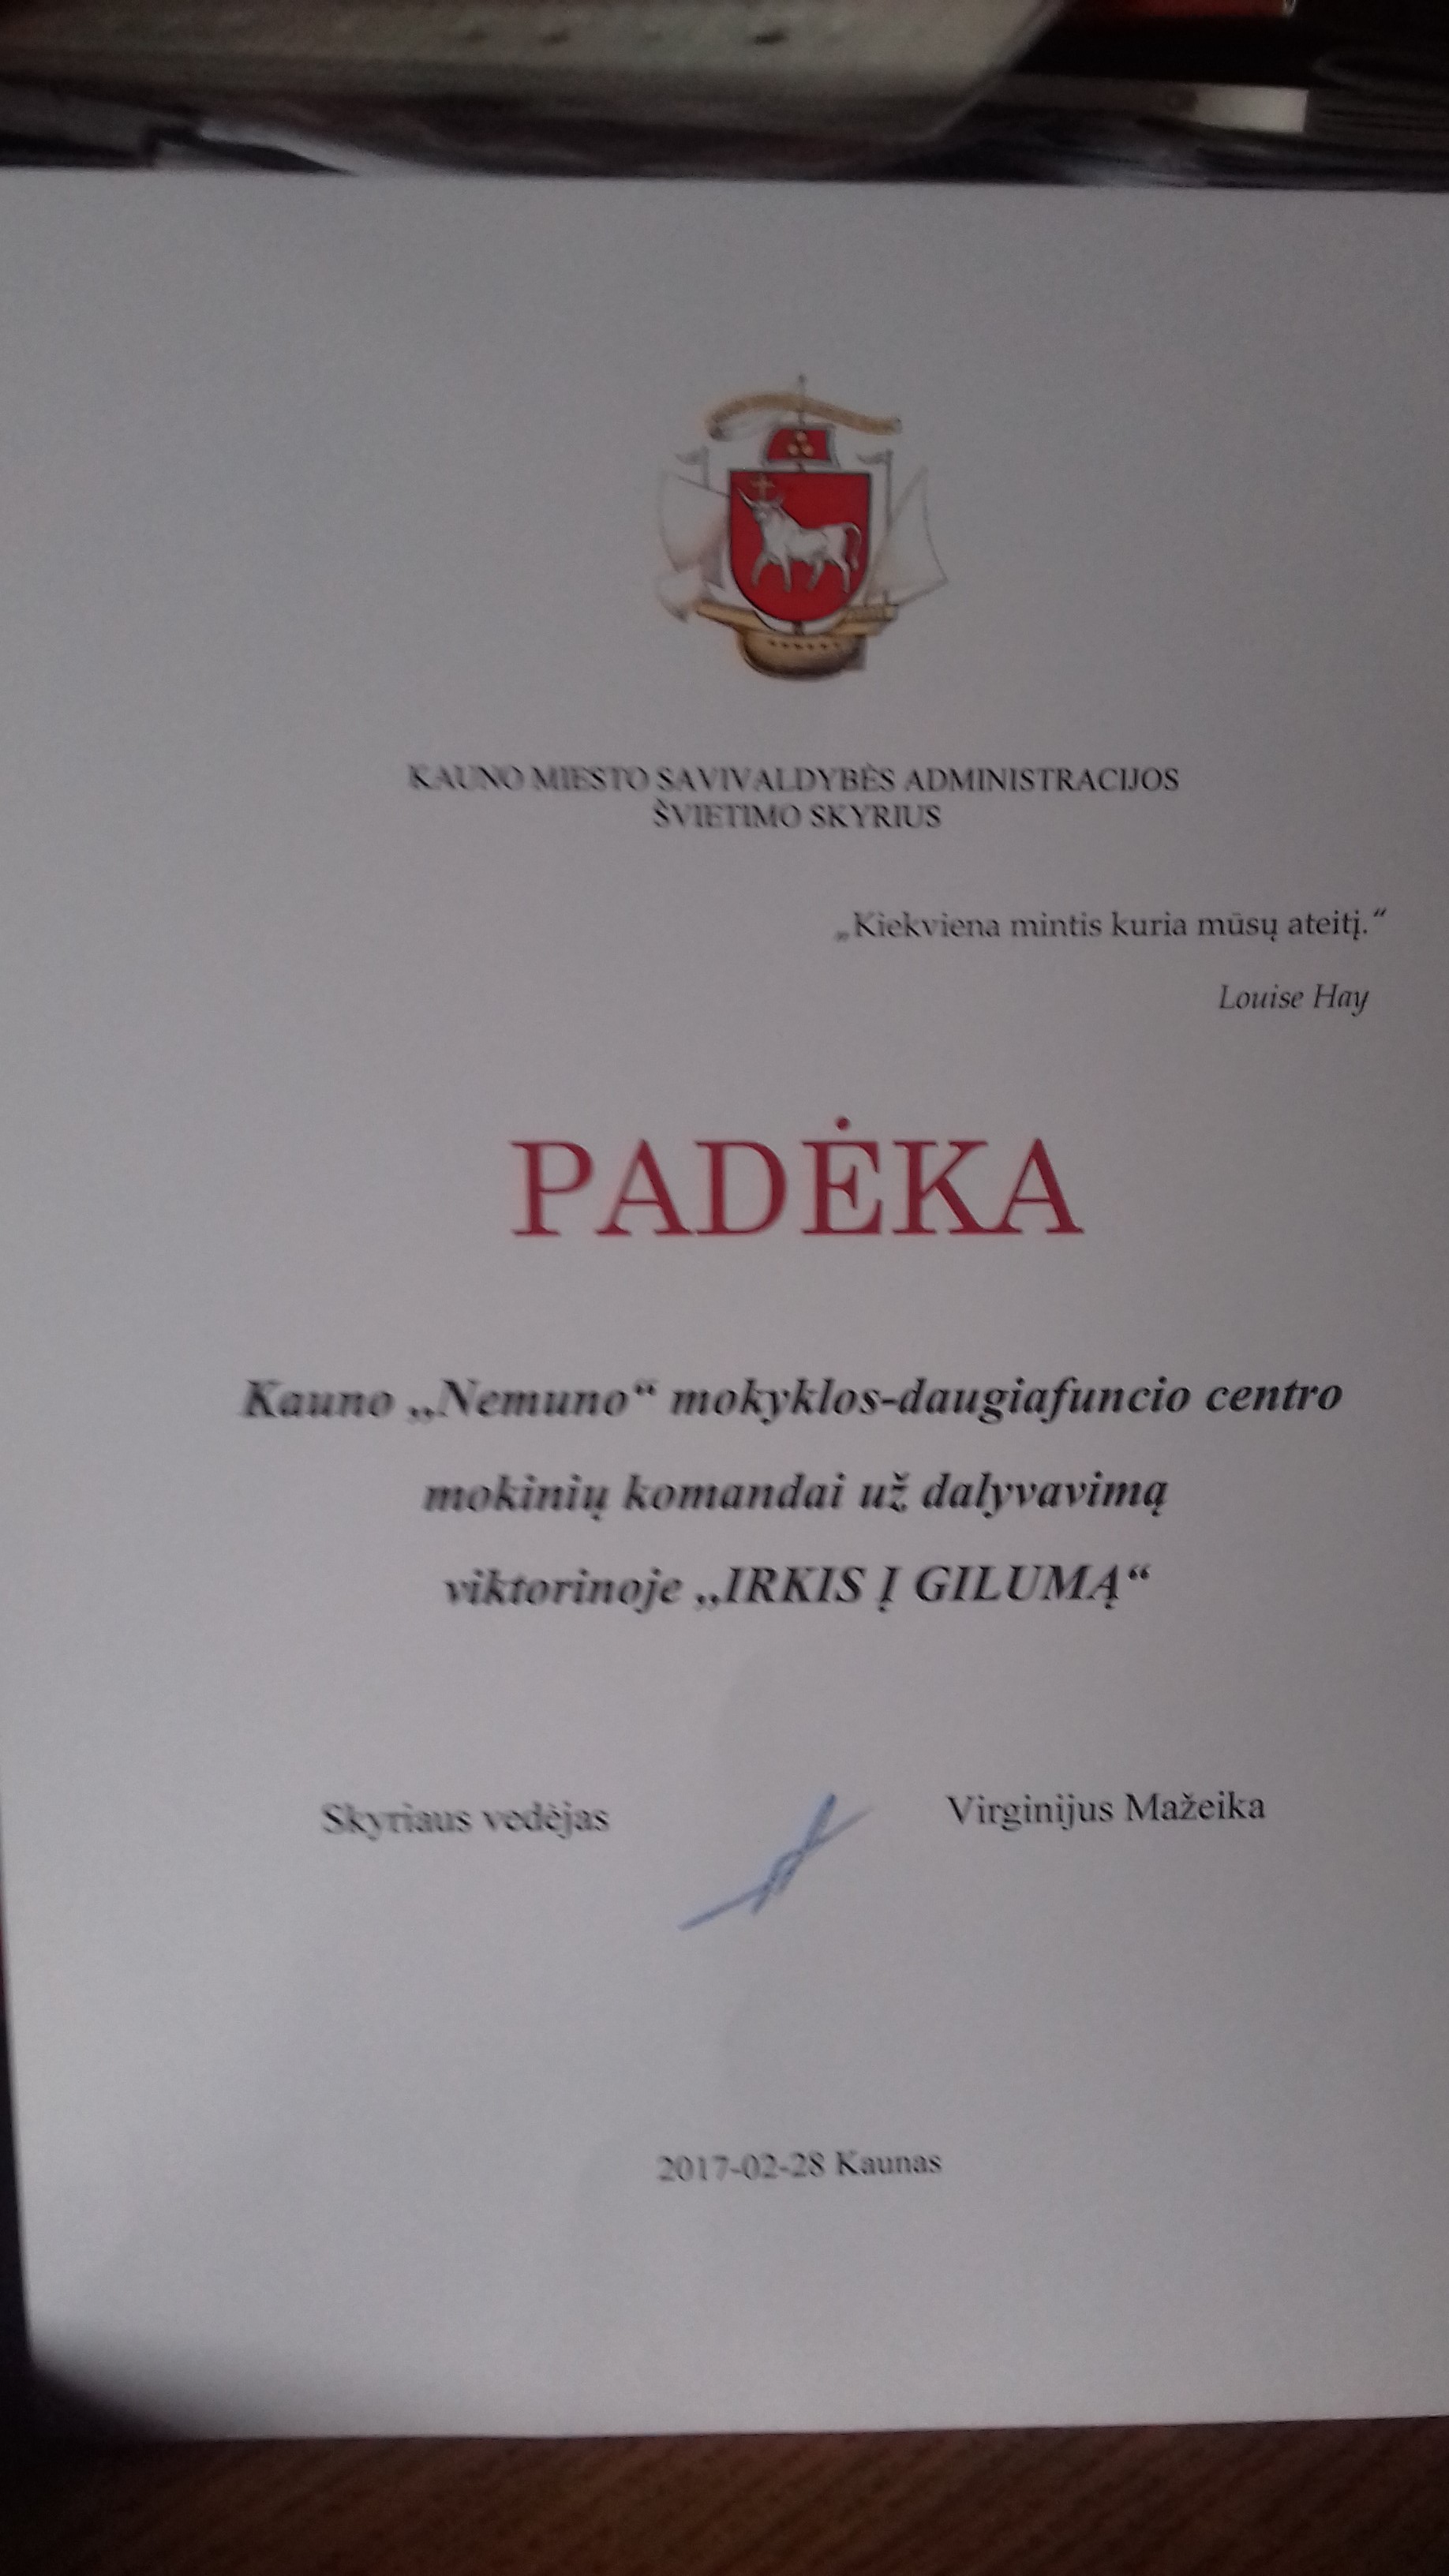 KAUNO MIESTO SAVIVALDYBĖS ADMINISTRACIJOS
ŠVIETIMO SKYRIUS
„Kiekviena mintis kuria mūsų ateitį.“
Louise Hay
PADĖKA
Kauno „Nemuno“ mokyklos-daugiafuncio centro
mokinių komandai už dalyvavimą
viktorinoje „IRKIS Į GILUMĄ“
Skyriaus vedėjas Virginijus Mažeika
2017-02-28 Kaunas